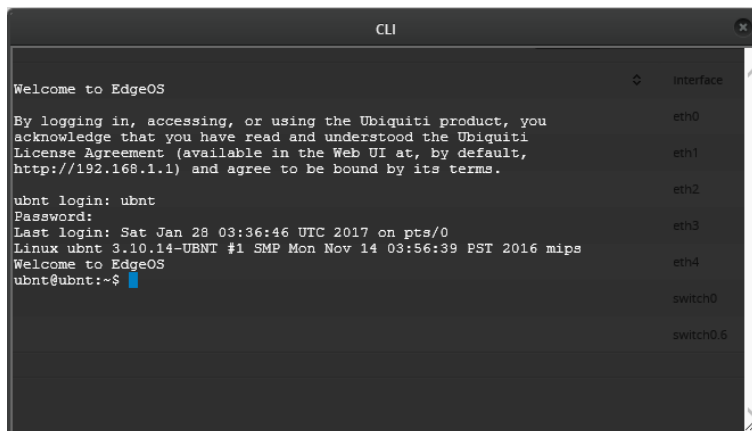 CLI
Welcome to EdgeOS
By logging in, accessing, or using the Ubiquiti product, you
acknowledge that you have read and understood the Ubiquiti
License Agreement (available in the Web UI at, by default,
http://192.168.1.1) and agree to be bound by its terms.
ubnt login: ubnt
Password:
Last login: Sat Jan 28 03:36:46 UTC 2017 on pts/0
Linux ubnt 3.10.14-UBNT #1 SMP Mon Nov 14 03:56:39 PST 2016 mips
Welcome to EdgeOS
ubnt@ubnt:~$
Interface
eth0
eth1
eth2
eth3
eth4
switch0
switch0.6